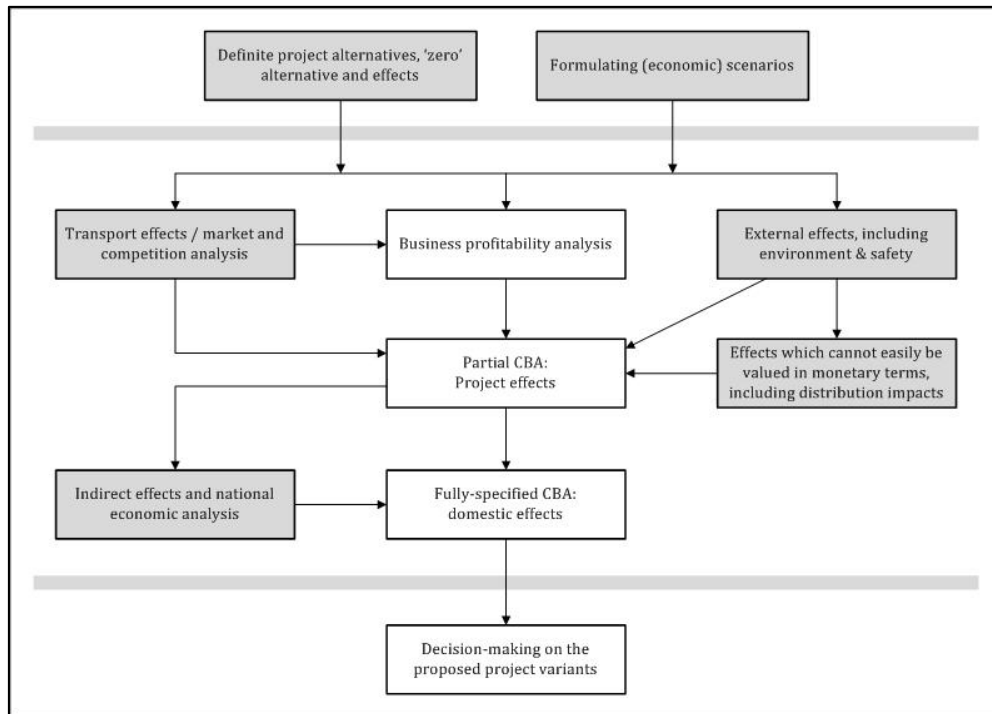 Definite project alternatives, ‘zero’
alternative and effects
Formulating (economic) scenarios
Transport effects / market and
competition analysis
Business profitability analysis
External effects, including
environment & safety
Partial CBA:
Project effects
Effects which cannot easily be
valued in monetary terms,
including distribution impacts
Indirect effects and national
economic analysis
Fully-specified CBA:
domestic effects
Decision-making on the
proposed project variants